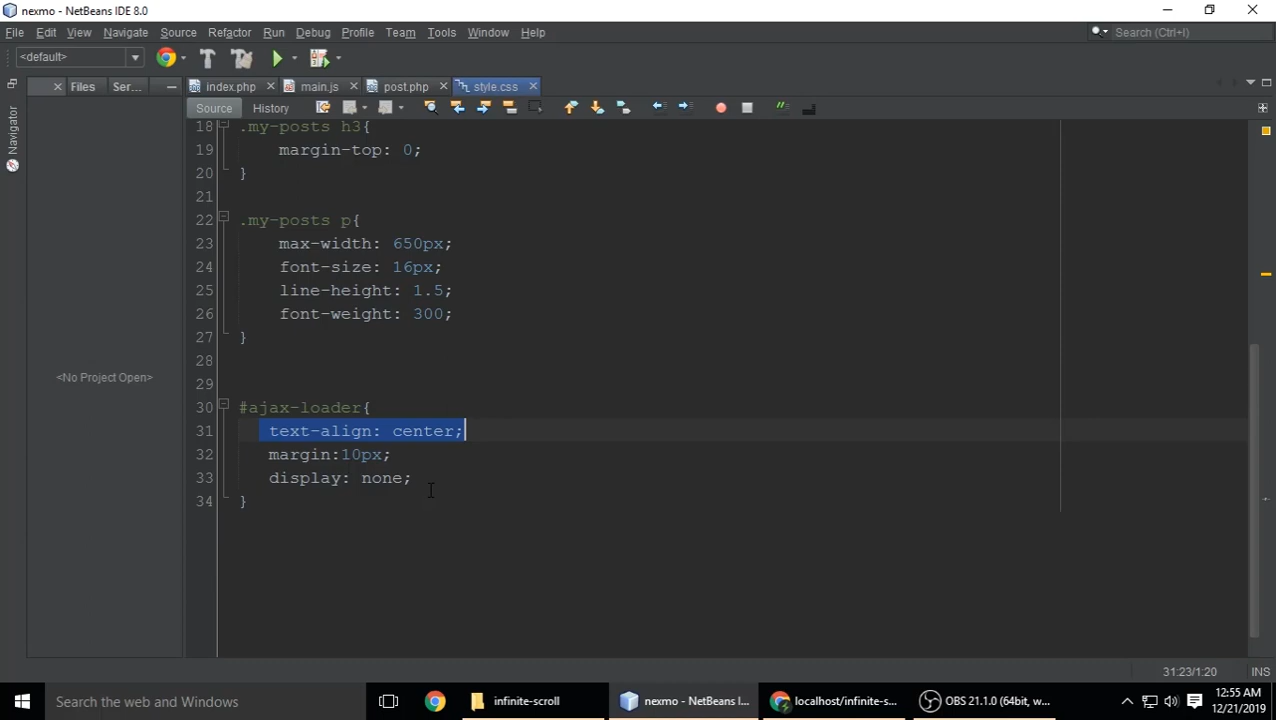 nexmo - NetBeans IDE 8.0
File Edit View Navigate Source Refactor Run Debug Profile Team Tools Window Help
Search (Ctrl+I)
<default>
Files Ser... index.php main.js post.php style.css
Source History
Navigator
<No Project Open>
18 .my-posts h3{
19 margin-top: 0;
20 }
21
22 .my-posts p{
23 max-width: 650px;
24 font-size: 16px;
25 line-height: 1.5;
26 font-weight: 300;
27 }
28
29
30 #ajax-loader{
31 text-align: center;
32 margin:10px;
33 display: none;
34 }
31:23/1:20 INS
Search the web and Windows
infinite-scroll
nexmo - NetBeans I...
localhost/infinite-s...
OBS 21.1.0 (64bit, w...
12:55 AM
12/21/2019